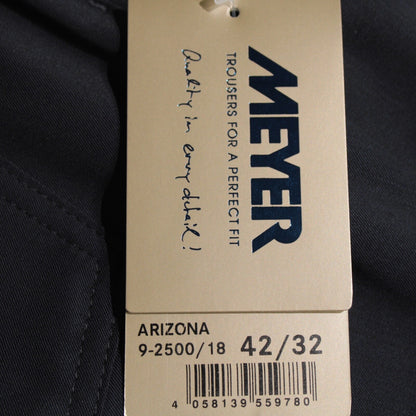 MEYER
TROUSERS FOR A PERFECT FIT
Quality in every detail!
ARIZONA
9-2500/18 42/32
4 058139 559780